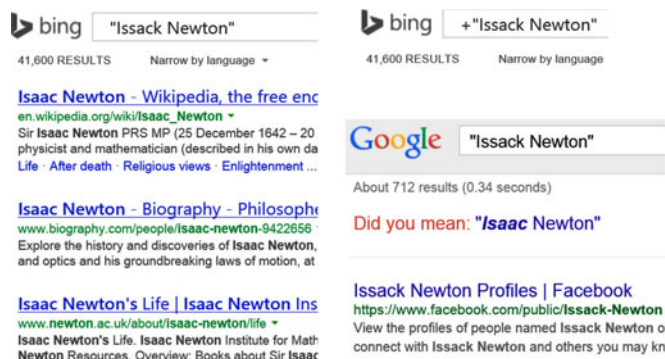 bing "Issack Newton"
41,600 RESULTS Narrow by language
Isaac Newton - Wikipedia, the free enc
en.wikipedia.org/wiki/Isaac_Newton
Sir Isaac Newton PRS MP (25 December 1642 – 20
physicist and mathematician (described in his own da
Life · After death · Religious views · Enlightenment ...
Isaac Newton - Biography - Philosophe
www.biography.com/people/isaac-newton-9422656
Explore the history and discoveries of Isaac Newton,
and optics and his groundbreaking laws of motion, at
Isaac Newton's Life | Isaac Newton Ins
www.newton.ac.uk/about/isaac-newton/life
Isaac Newton's Life. Isaac Newton Institute for Math
Newton Resources. Overview: Books about Sir Isaac
bing +"Issack Newton"
41,600 RESULTS Narrow by language
Google "Issack Newton"
About 712 results (0.34 seconds)
Did you mean: "Isaac Newton"
Issack Newton Profiles | Facebook
https://www.facebook.com/public/Issack-Newton
View the profiles of people named Issack Newton o
connect with Issack Newton and others you may kn